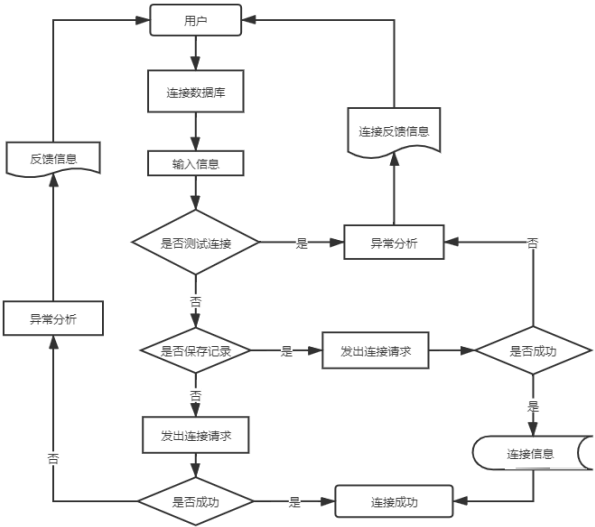 用户
连接数据库
连接反馈信息
反馈信息
输入信息
是否测试连接
是
异常分析
否
否
异常分析
是否保存记录
是
发出连接请求
是否成功
否
是
发出连接请求
连接信息
否
是否成功
是
连接成功